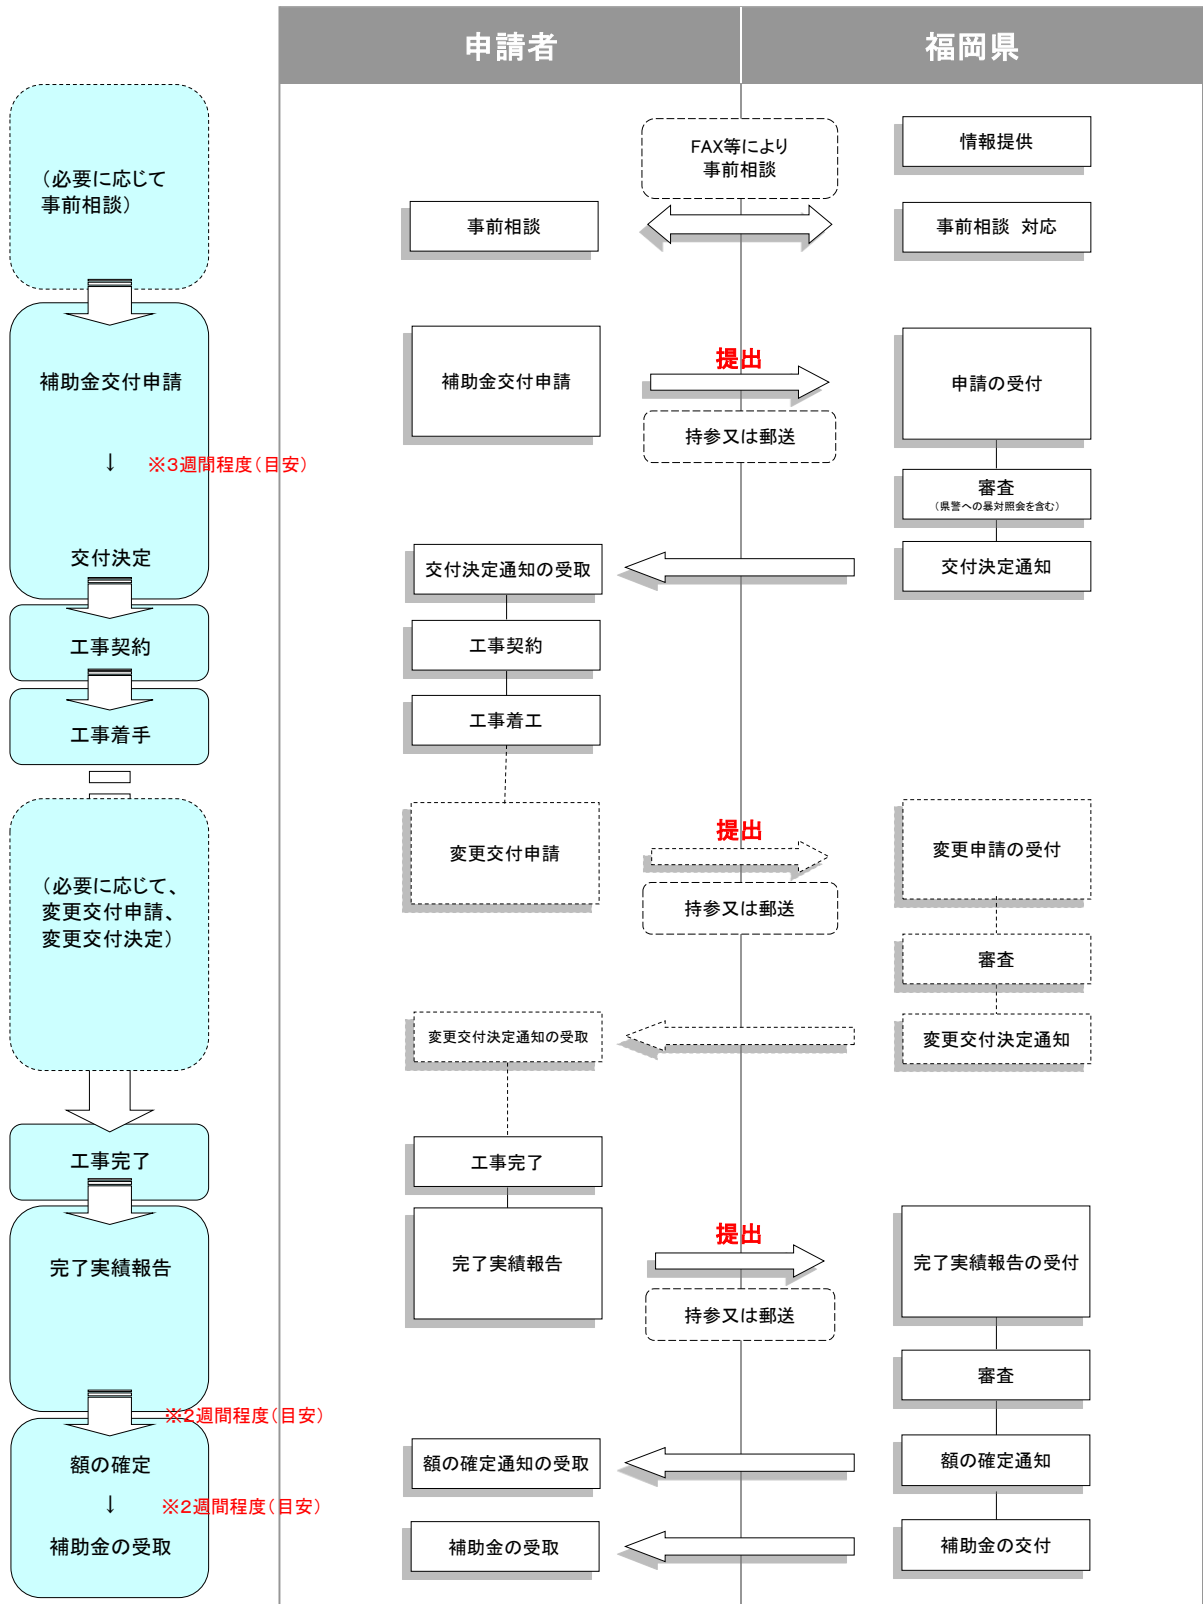 申請者
福岡県
(必要に応じて
事前相談)
FAX等により
事前相談
情報提供
事前相談
事前相談 対応
補助金交付申請
↓
※3週間程度(目安)
交付決定
補助金交付申請
提出
持参又は郵送
申請の受付
審査
(県警への暴対照会を含む)
交付決定通知の受取
交付決定通知
工事契約
工事契約
工事着手
工事着工
(必要に応じて、
変更交付申請、
変更交付決定)
変更交付申請
提出
持参又は郵送
変更申請の受付
審査
変更交付決定通知の受取
変更交付決定通知
工事完了
工事完了
完了実績報告
完了実績報告
提出
持参又は郵送
完了実績報告の受付
審査
※2週間程度(目安)
額の確定
↓
※2週間程度(目安)
補助金の受取
額の確定通知の受取
額の確定通知
補助金の受取
補助金の交付